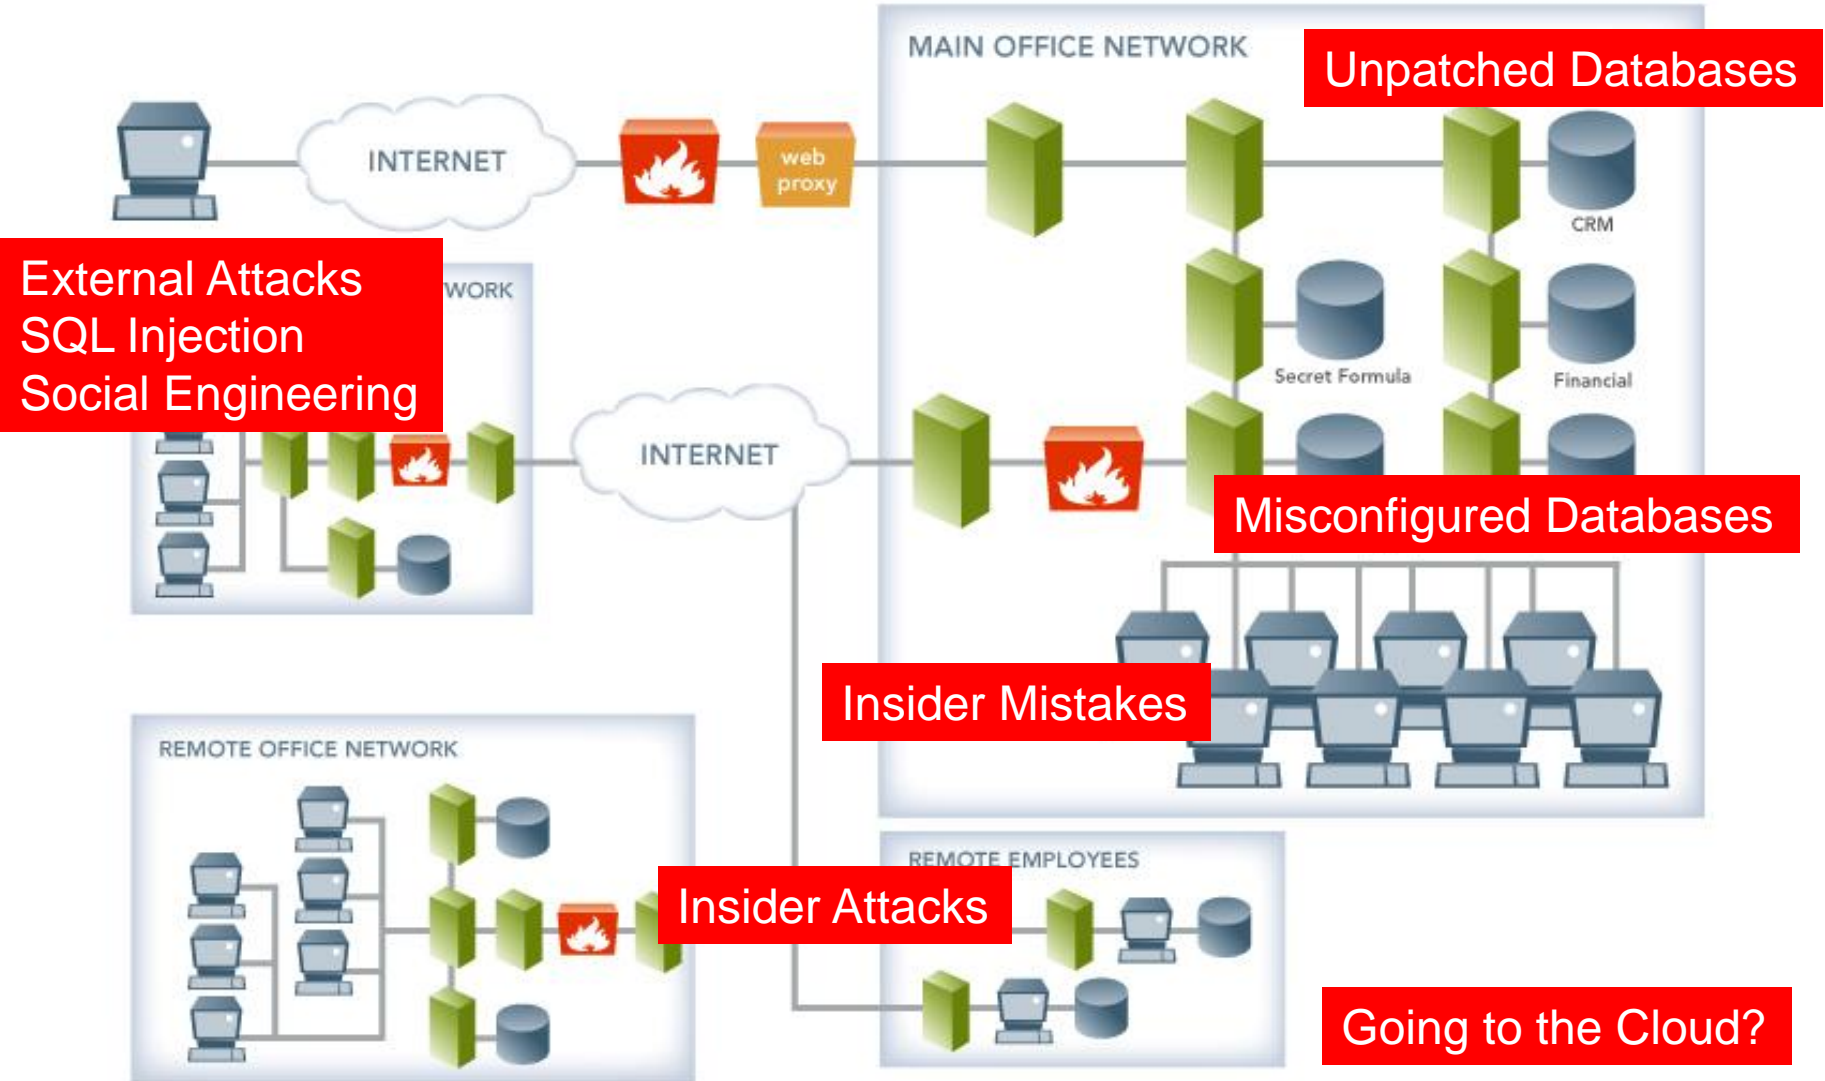 MAIN OFFICE NETWORK
Unpatched Databases
INTERNET
web
proxy
CRM
External Attacks
SQL Injection
Social Engineering
WORK
Secret Formula
Financial
INTERNET
Misconfigured Databases
Insider Mistakes
REMOTE OFFICE NETWORK
REMOTE EMPLOYEES
Insider Attacks
Going to the Cloud?